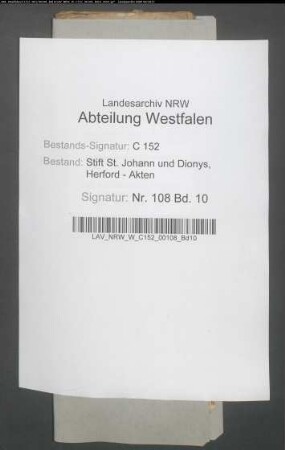 Landesarchiv NRW
Abteilung Westfalen
Bestands-Signatur: C 152
Bestand: Stift St. Johann und Dionys,
Herford - Akten
Signatur: Nr. 108 Bd. 10
LAV_NRW_W_C152_00108_Bd10